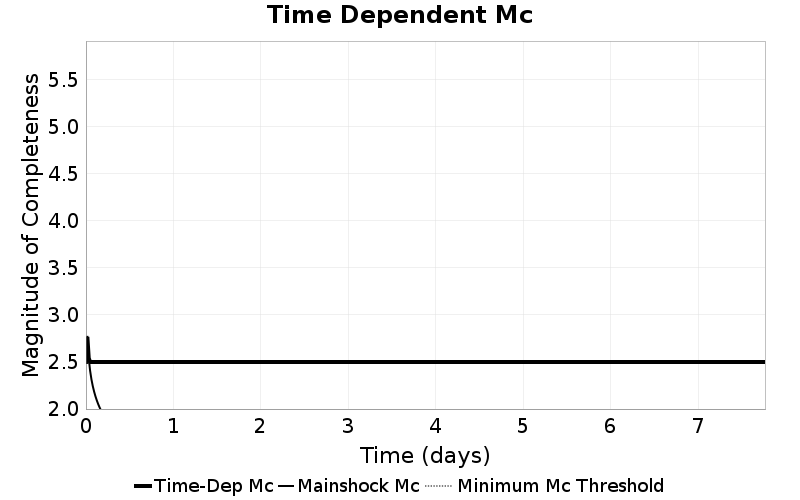 Time Dependent Mc
Magnitude of Completeness
5.5
5.0
4.5
4.0
3.5
3.0
2.5
2.0
0 1 2 3 4 5 6 7
Time (days)
Time-Dep Mc Mainshock Mc Minimum Mc Threshold